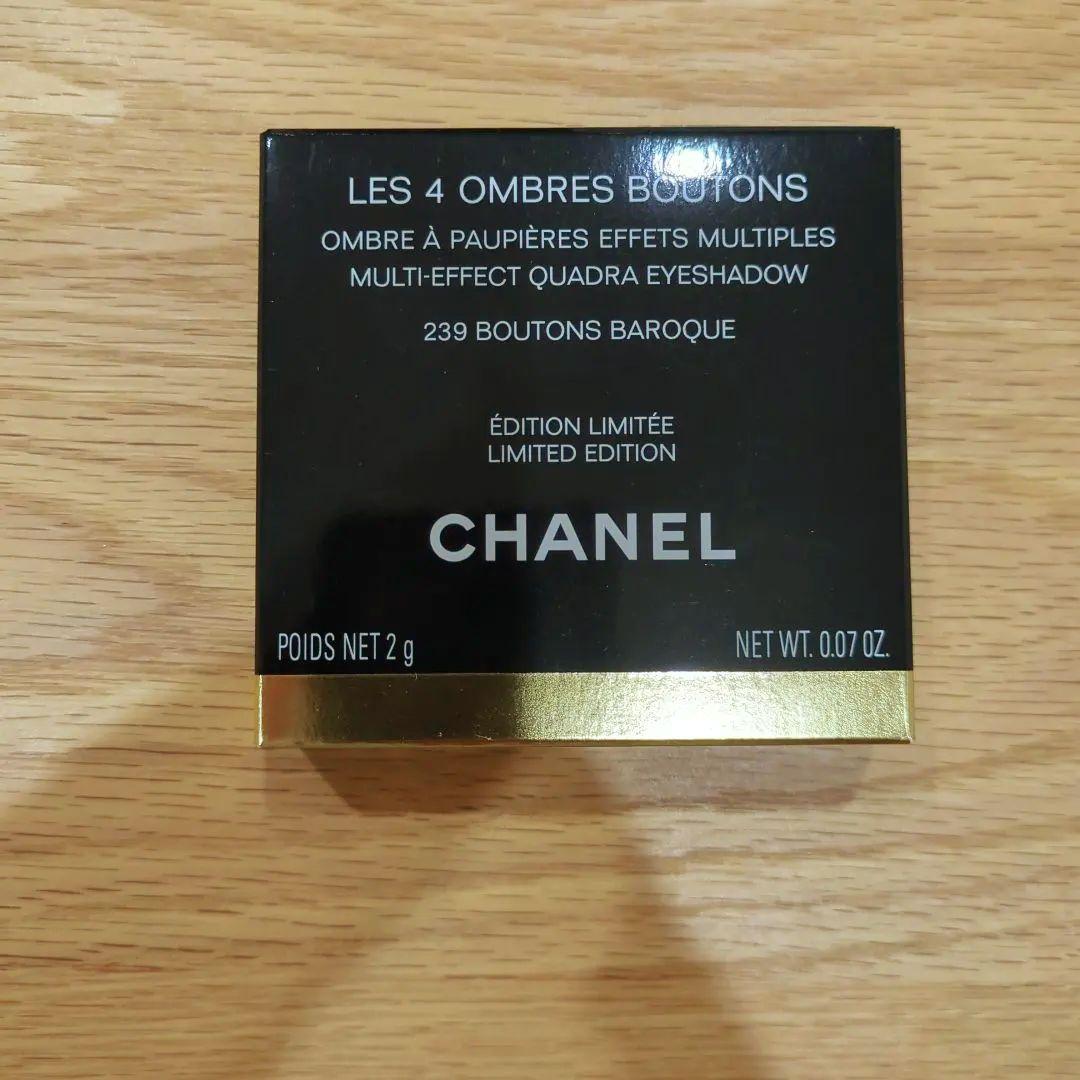 LES 4 OMBRES BOUTONS
OMBRE À PAUPIÈRES EFFETS MULTIPLES
MULTI-EFFECT QUADRA EYESHADOW
239 BOUTONS BAROQUE
ÉDITION LIMITÉE
LIMITED EDITION
CHANEL
POIDS NET 2 g
NET WT. 0.07 OZ.